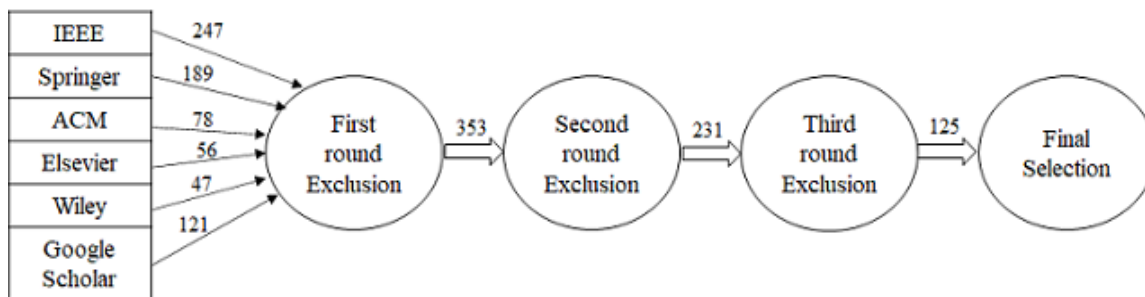 IEEE
247
Springer
189
ACM
78
Elsevier
56
Wiley
47
Google
Scholar
121
First
round
Exclusion
353
Second
round
Exclusion
231
Third
round
Exclusion
125
Final
Selection